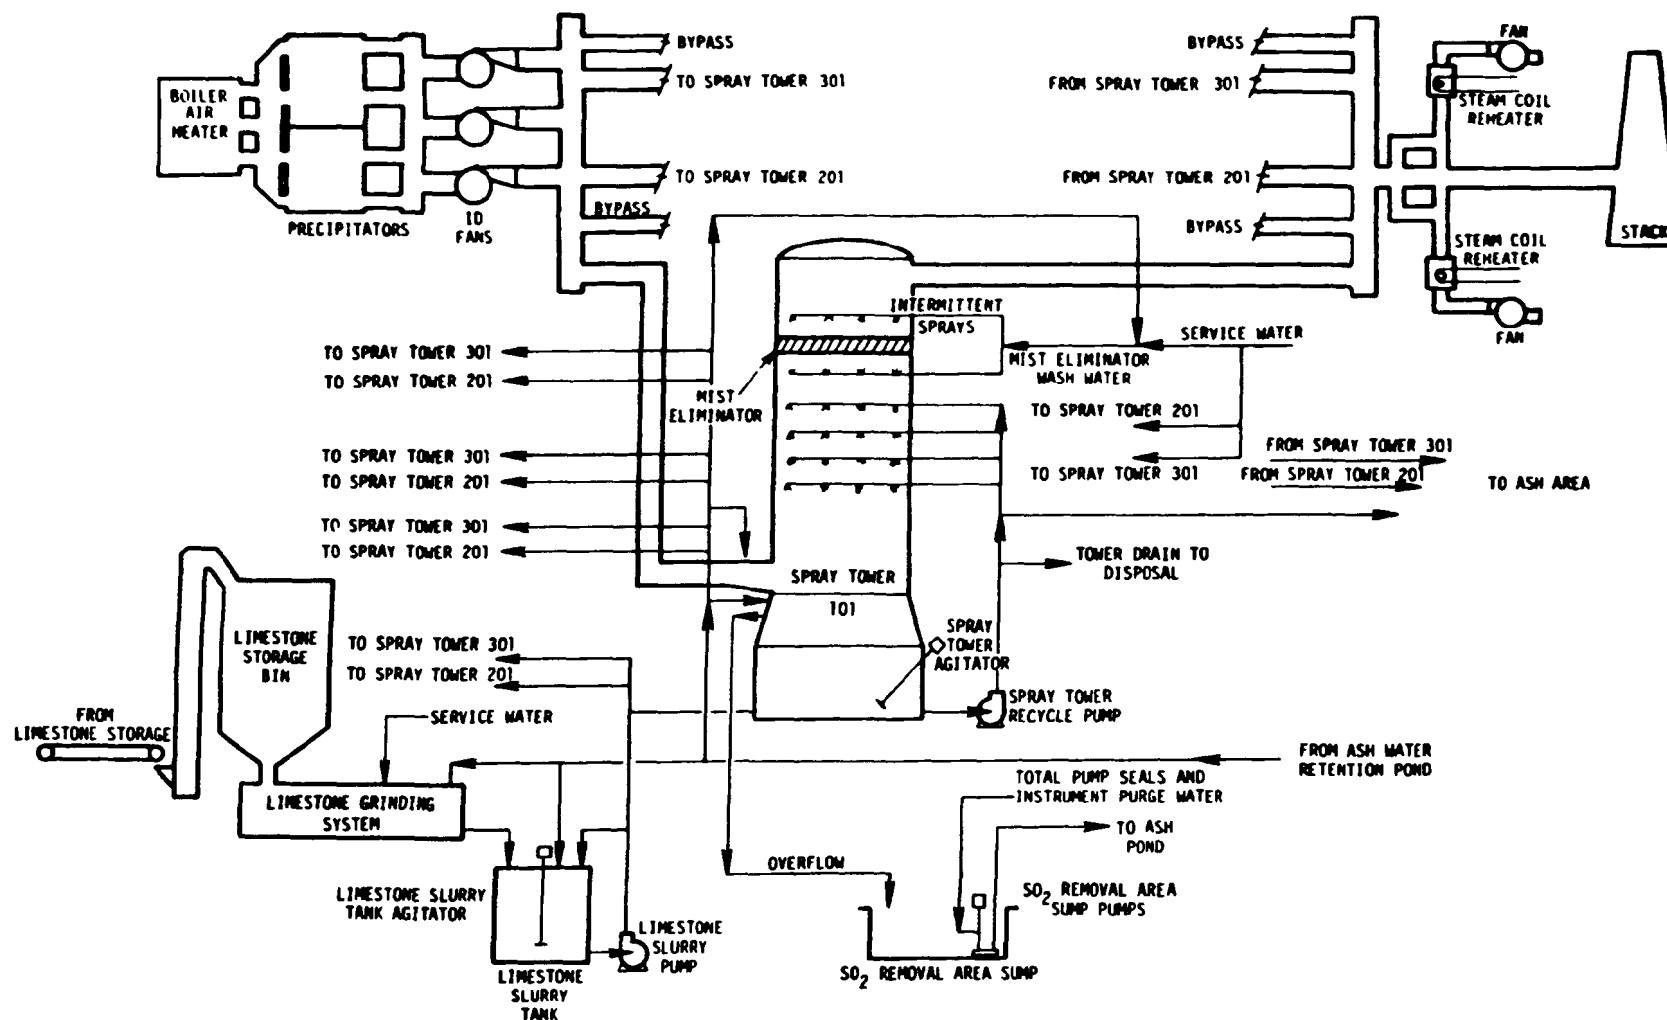 BYPASS
TO SPRAY TOWER 301
BOILER
AIR
HEATER
TO SPRAY TOWER 201
BYPASS
PRECIPITATORS
ID
FANS
BYPASS
FROM SPRAY TOWER 301
FROM SPRAY TOWER 201
BYPASS
FAN
STEAM COIL
REHEATER
STACK
STEAM COIL
REHEATER
FAN
INTERMITTENT
SPRAYS
SERVICE WATER
MIST ELIMINATOR
WASH WATER
TO SPRAY TOWER 301
TO SPRAY TOWER 201
MIST
ELIMINATOR
TO SPRAY TOWER 201
TO SPRAY TOWER 301
FROM SPRAY TOWER 301
FROM SPRAY TOWER 201
TO ASH AREA
TO SPRAY TOWER 301
TO SPRAY TOWER 201
TO SPRAY TOWER 301
TO SPRAY TOWER 201
TOWER DRAIN TO
DISPOSAL
SPRAY TOWER
101
SPRAY
TOWER
AGITATOR
SPRAY TOWER
RECYCLE PUMP
LIMESTONE
STORAGE
BIN
TO SPRAY TOWER 301
TO SPRAY TOWER 201
SERVICE WATER
FROM
LIMESTONE STORAGE
LIMESTONE GRINDING
SYSTEM
FROM ASH WATER
RETENTION POND
TOTAL PUMP SEALS AND
INSTRUMENT PURGE WATER
TO ASH
POND
OVERFLOW
SO2 REMOVAL AREA
SUMP PUMPS
SO2 REMOVAL AREA SUMP
LIMESTONE SLURRY
TANK AGITATOR
LIMESTONE
SLURRY
PUMP
LIMESTONE
SLURRY
TANK